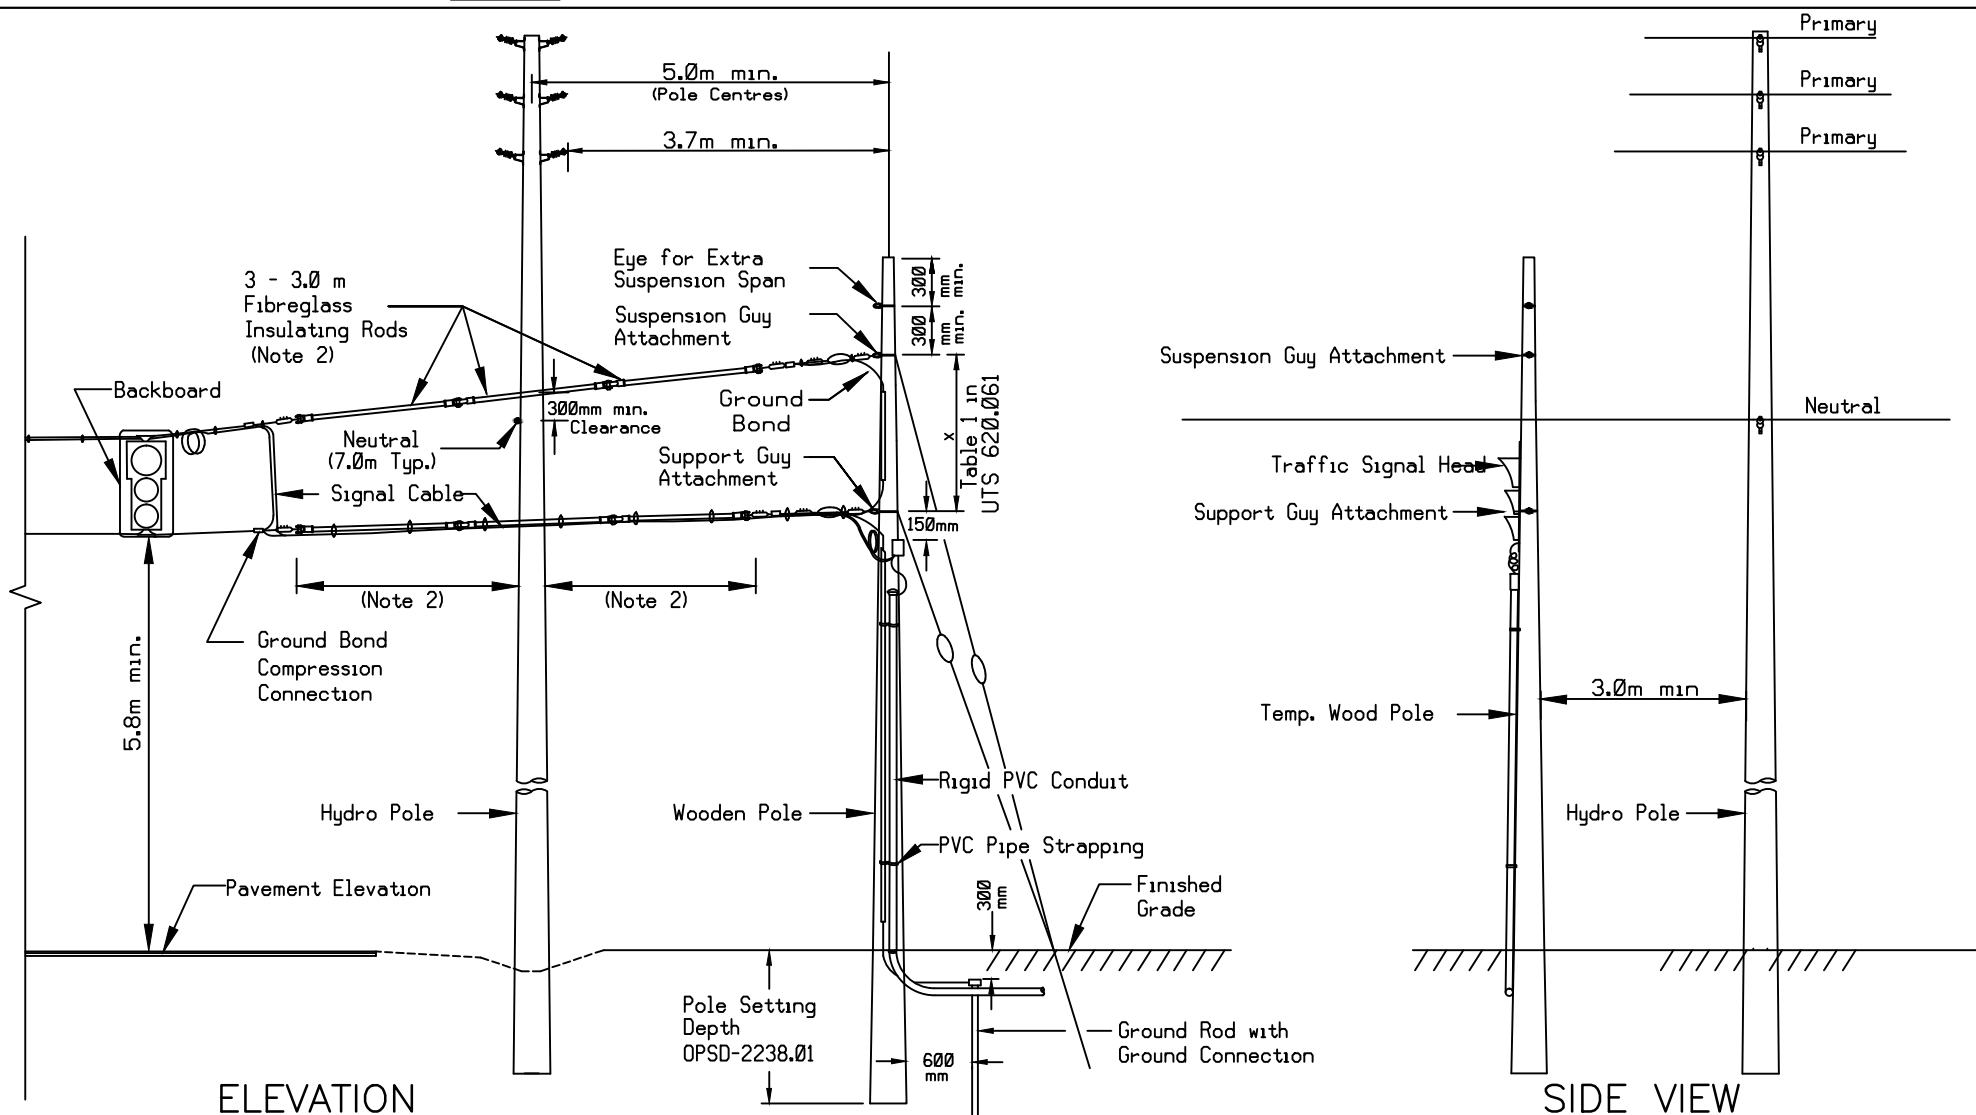 5.0m min.
(Pole Centres)
3.7m min.
3 - 3.0 m
Fibreglass
Insulating Rods
(Note 2)
Eye for Extra
Suspension Span
Suspension Guy
Attachment
300
mm
min.
300
mm
min.
Backboard
300mm min.
Clearance
Ground
Bond
Neutral
(7.0m Typ.)
Support Guy
Attachment
X
Table 1 in
UTS 620.061
Signal Cable
150mm
(Note 2)
(Note 2)
Ground Bond
Compression
Connection
5.8m min.
Rigid PVC Conduit
Hydro Pole
Wooden Pole
PVC Pipe Strapping
Pavement Elevation
300
mm
Finished
Grade
Pole Setting
Depth
OPSD-2238.01
600
mm
Ground Rod with
Ground Connection
ELEVATION
Primary
Primary
Primary
Suspension Guy Attachment
Neutral
Traffic Signal Head
Support Guy Attachment
3.0m min
Temp. Wood Pole
Hydro Pole
SIDE VIEW